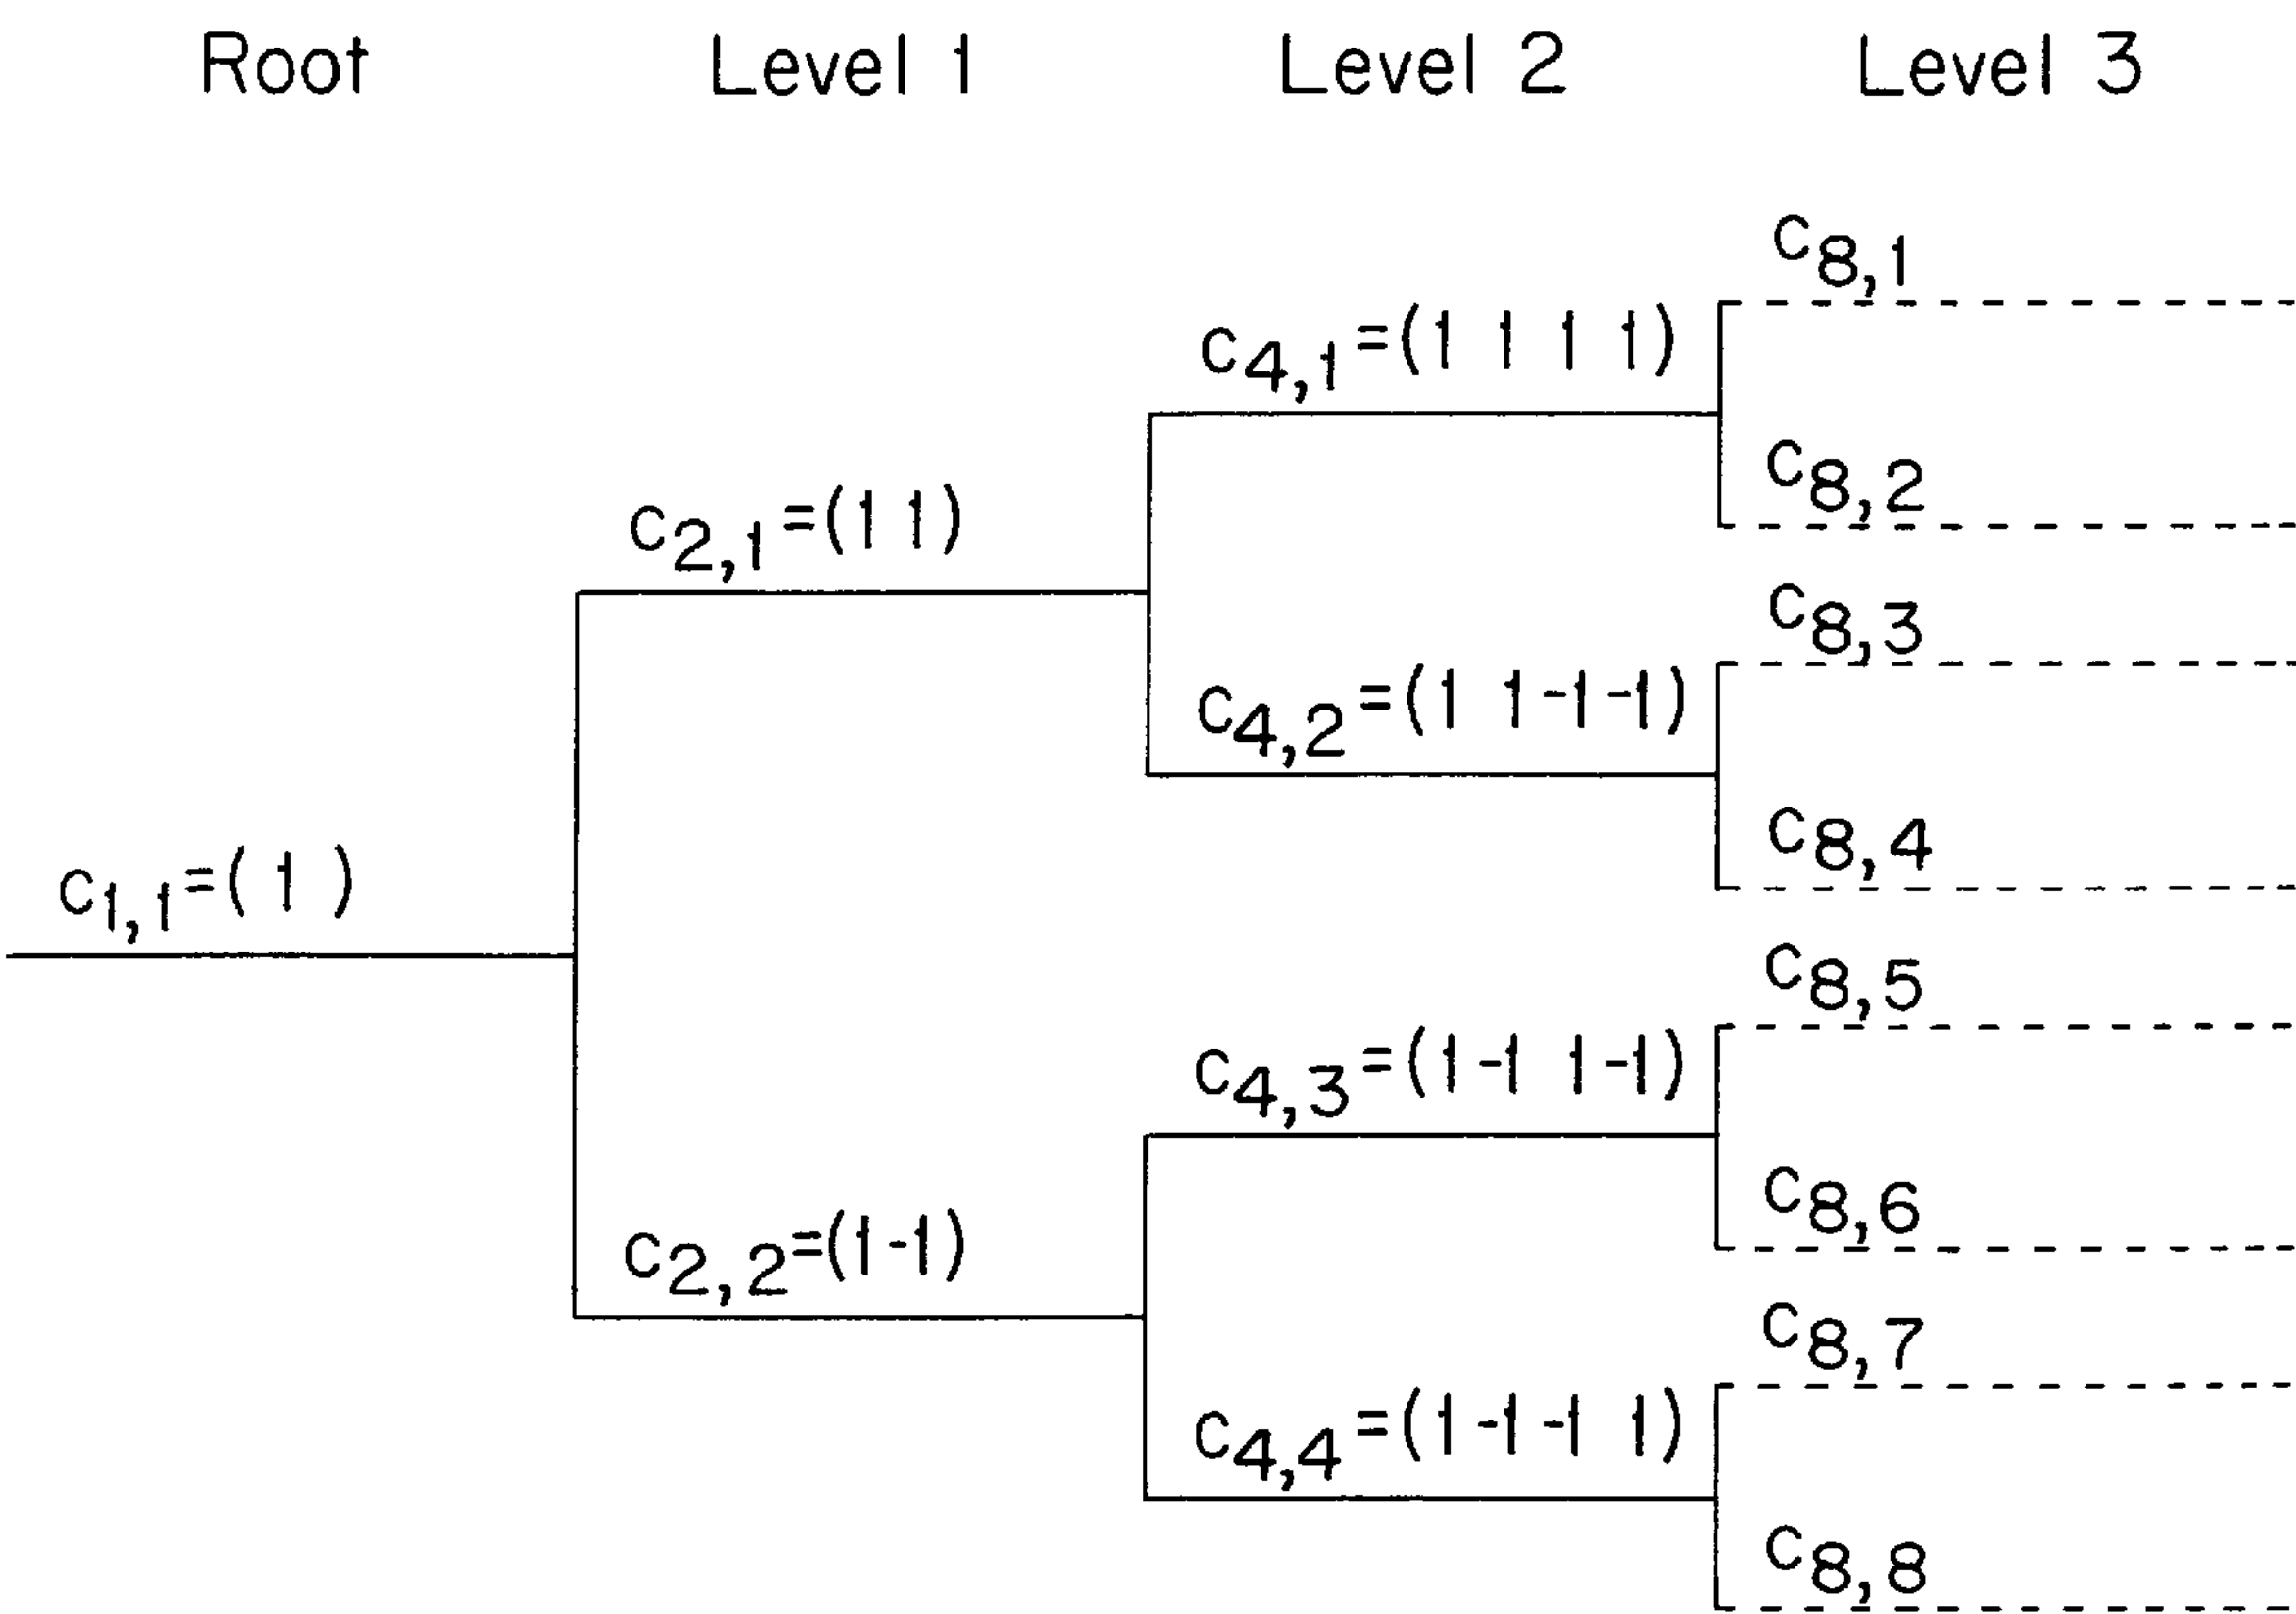 Root Level 1 Level 2 Level 3
c8,1
c4,1=(1 1 1 1)
c8,2
c2,1=(1 1)
c8,3
c4,2=(1 1-1-1)
c8,4
c1,1=(1)
c8,5
c4,3=(1-1 1-1)
c8,6
c2,2=(1-1)
c8,7
c4,4=(1-1-1 1)
c8,8